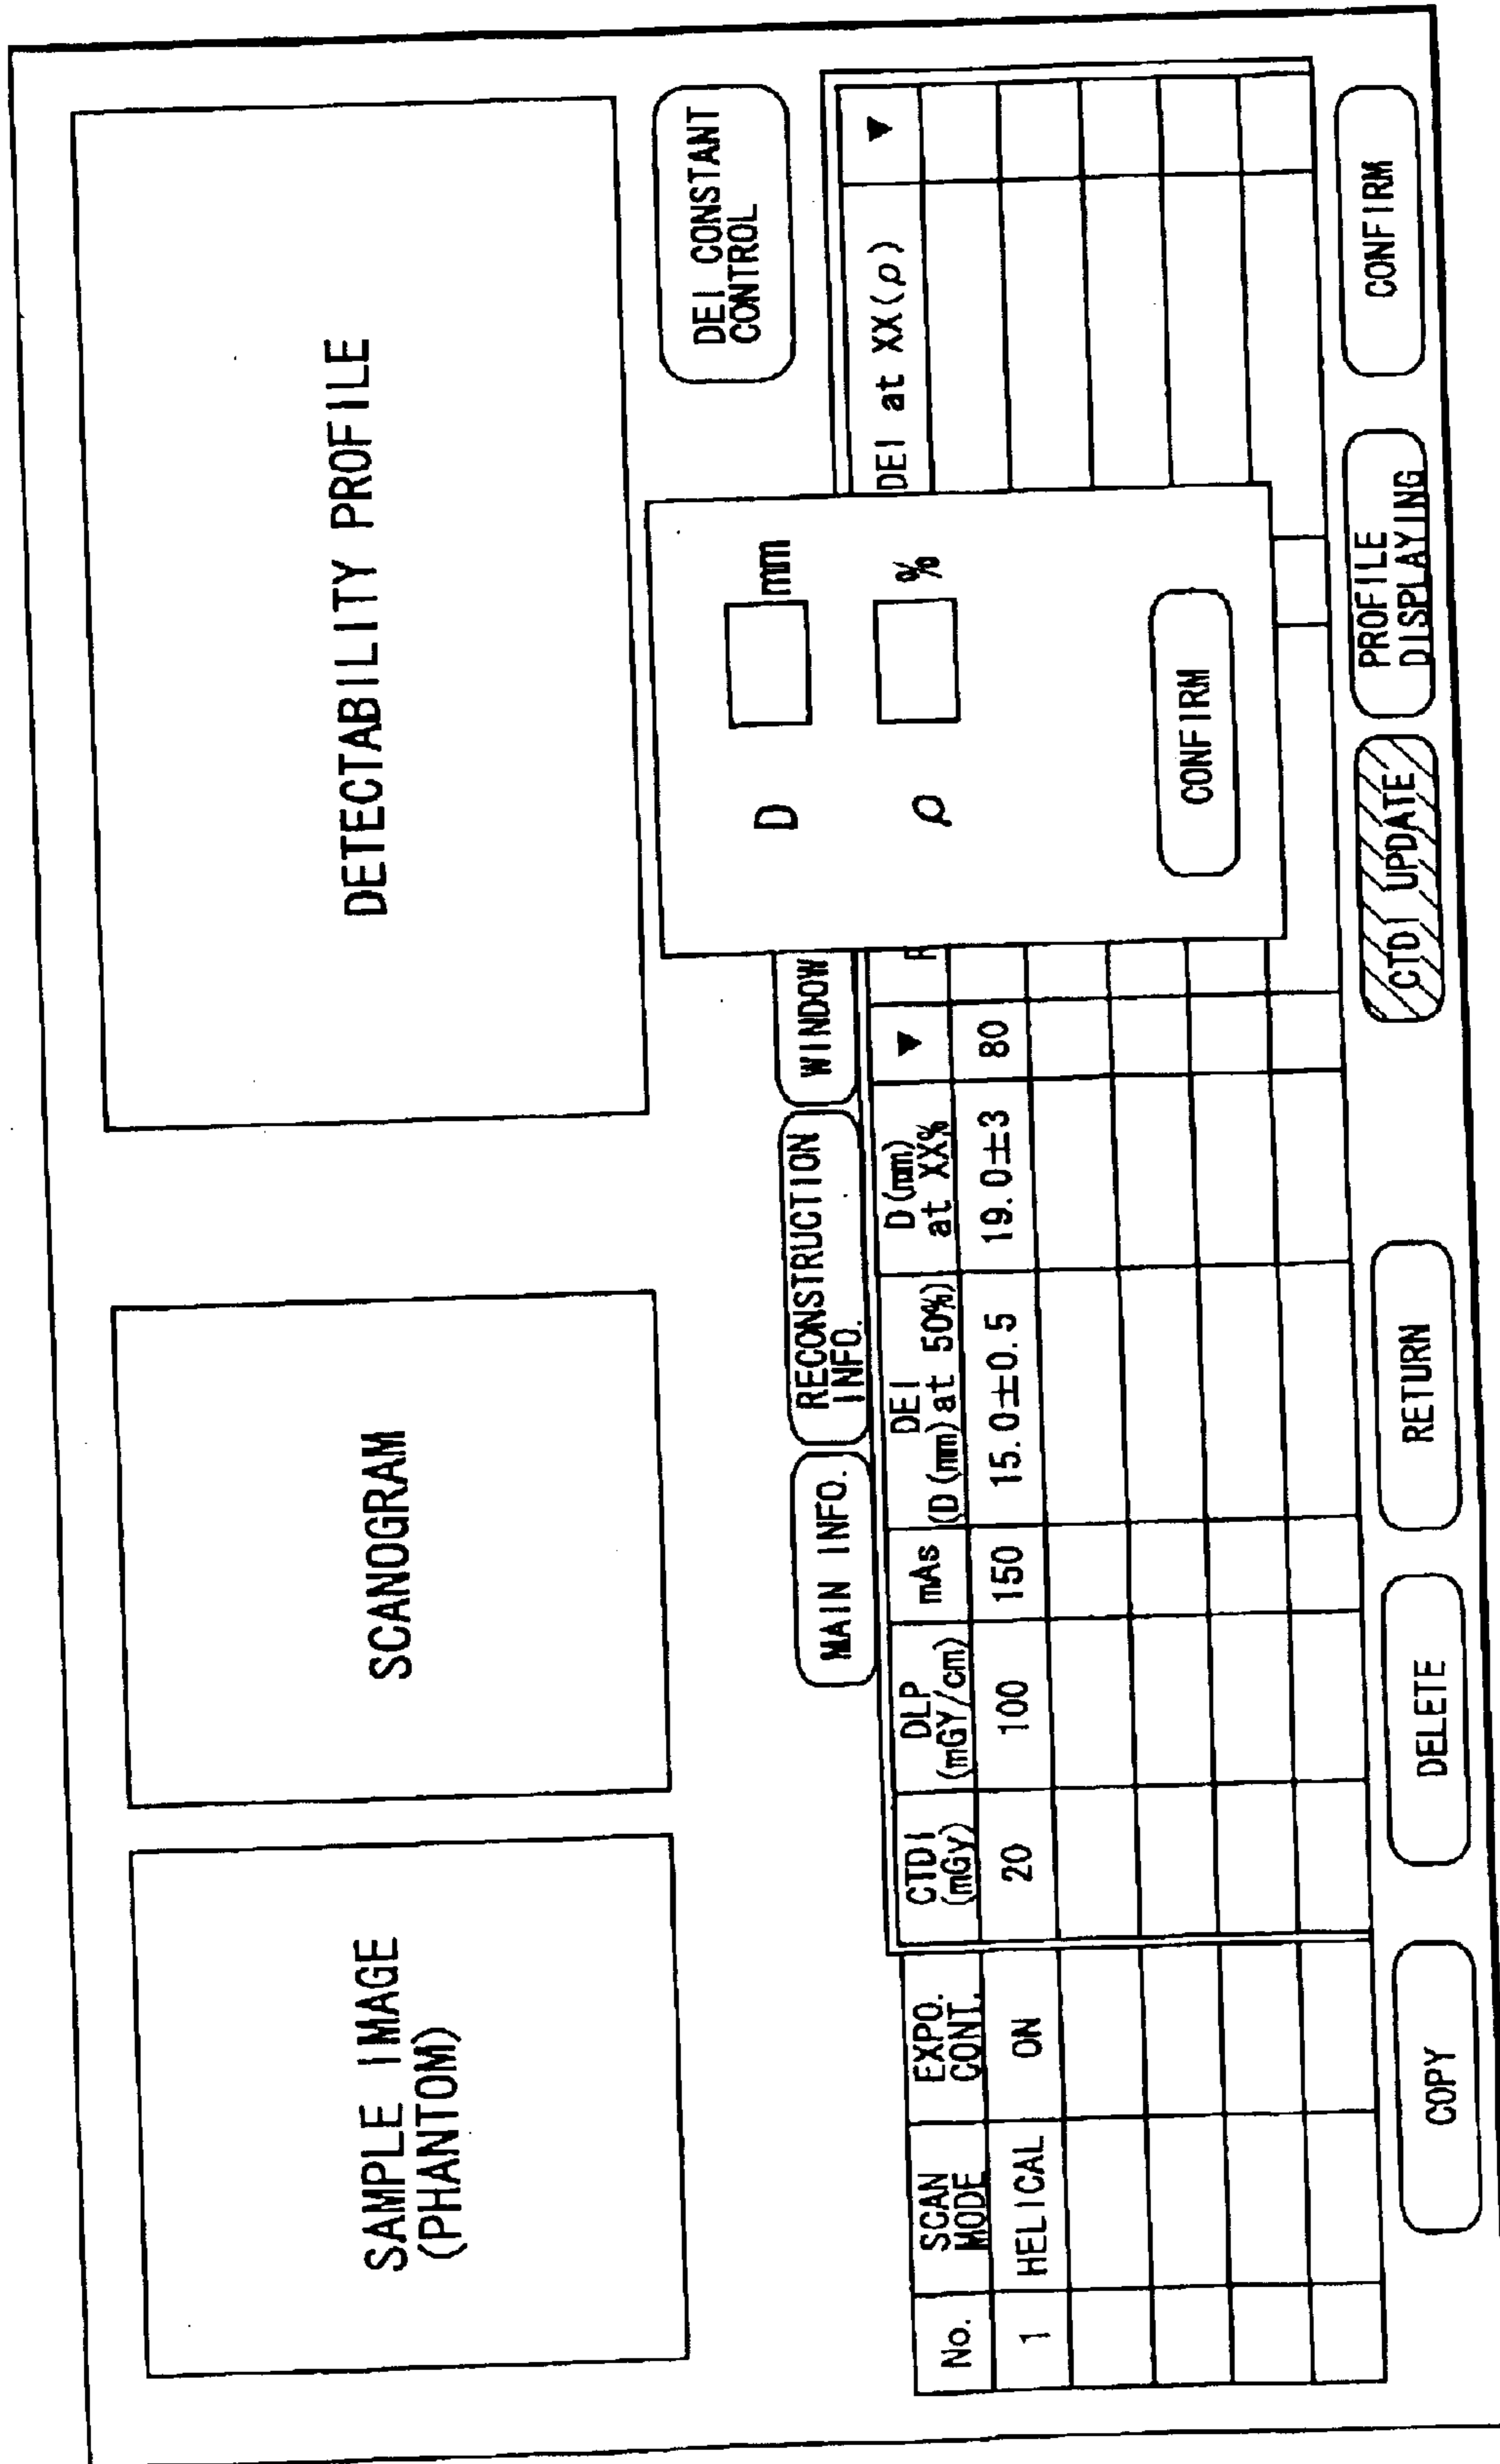 SAMPLE IMAGE
(PHANTOM)
SCANOGRAM
DETECTABILITY PROFILE
DEI CONSTANT
CONTROL
MAIN INFO.
RECONSTRUCTION
INFO.
WINDOW
D mm
ρ %
CONFIRM
No. SCAN MODE EXPO. CONT. CTDI (mGy) DLP (mGY/cm) mAs DEI (D(mm)at 50%) D(mm) at XX% ▼ DEI at XX(ρ) ▼
1 HELICAL ON 20 100 150 15.0±0.5 19.0±3 80
COPY
DELETE
RETURN
CTDI UPDATE
PROFILE
DISPLAYING
CONFIRM